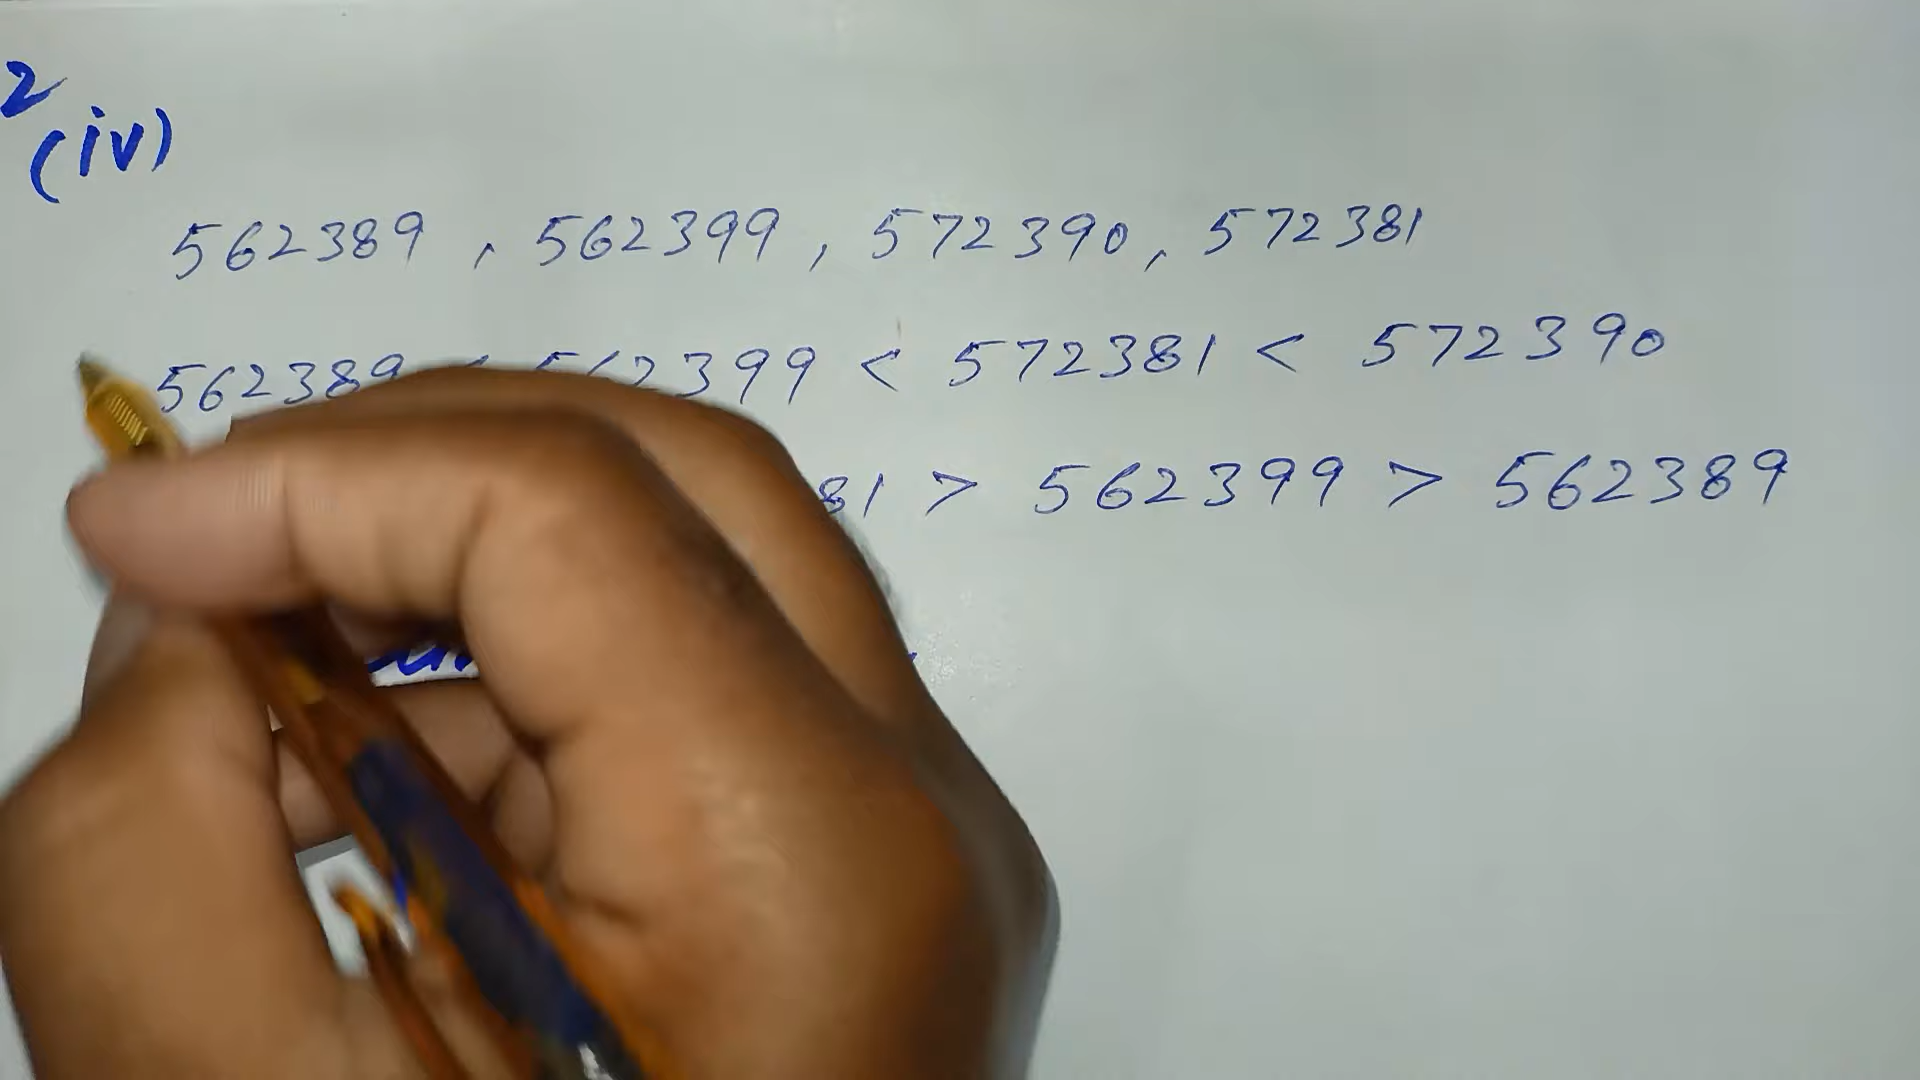 2
(iv)
562389, 562399, 572390, 572381
562389 < 562399 < 572381 < 572390
81 > 562399 > 562389